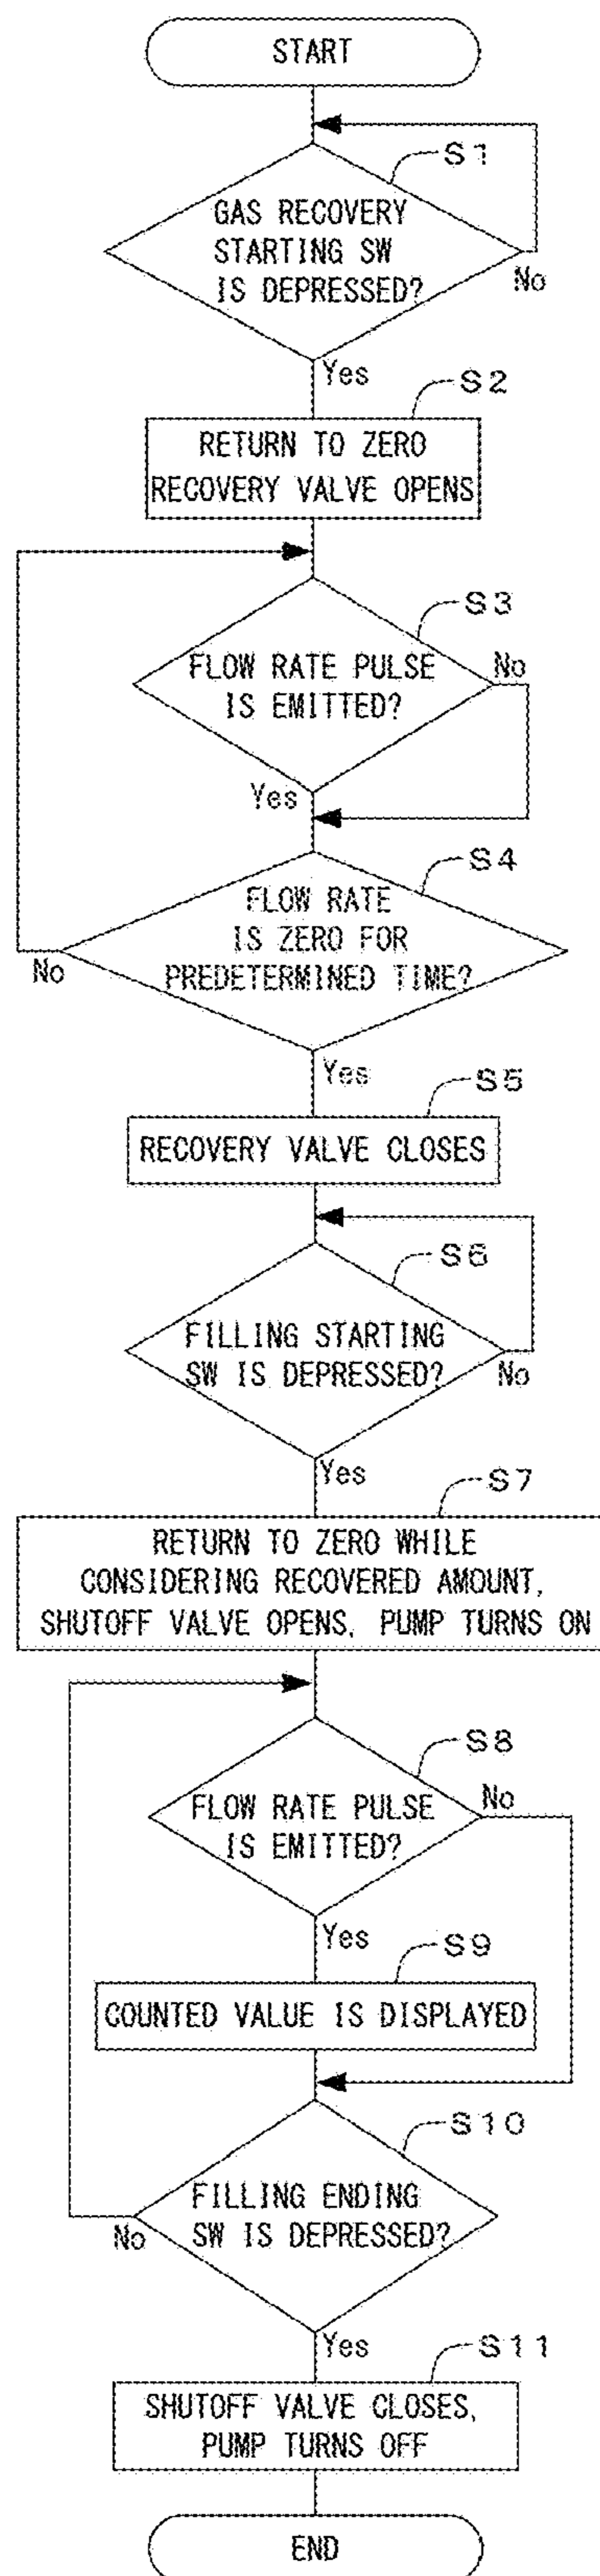 START
S1
GAS RECOVERY
STARTING SW
IS DEPRESSED?
No
Yes
S2
RETURN TO ZERO
RECOVERY VALVE OPENS
S3
FLOW RATE PULSE
IS EMITTED?
No
Yes
S4
FLOW RATE
IS ZERO FOR
PREDETERMINED TIME?
No
Yes
S5
RECOVERY VALVE CLOSES
S6
FILLING STARTING
SW IS DEPRESSED?
No
Yes
S7
RETURN TO ZERO WHILE
CONSIDERING RECOVERED AMOUNT,
SHUTOFF VALVE OPENS, PUMP TURNS ON
S8
FLOW RATE PULSE
IS EMITTED?
No
Yes
S9
COUNTED VALUE IS DISPLAYED
S10
FILLING ENDING
SW IS DEPRESSED?
No
Yes
S11
SHUTOFF VALVE CLOSES,
PUMP TURNS OFF
END